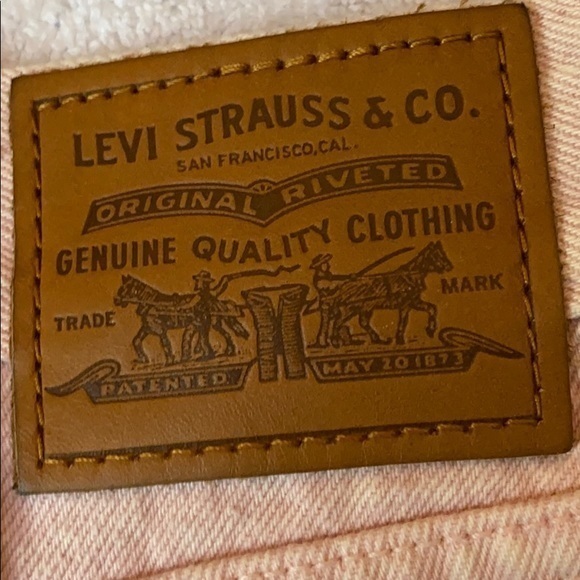 LEVI STRAUSS & CO.
SAN FRANCISCO, CAL.
ORIGINAL RIVETED
GENUINE QUALITY CLOTHING
TRADE MARK
PATENTED MAY 20 1873